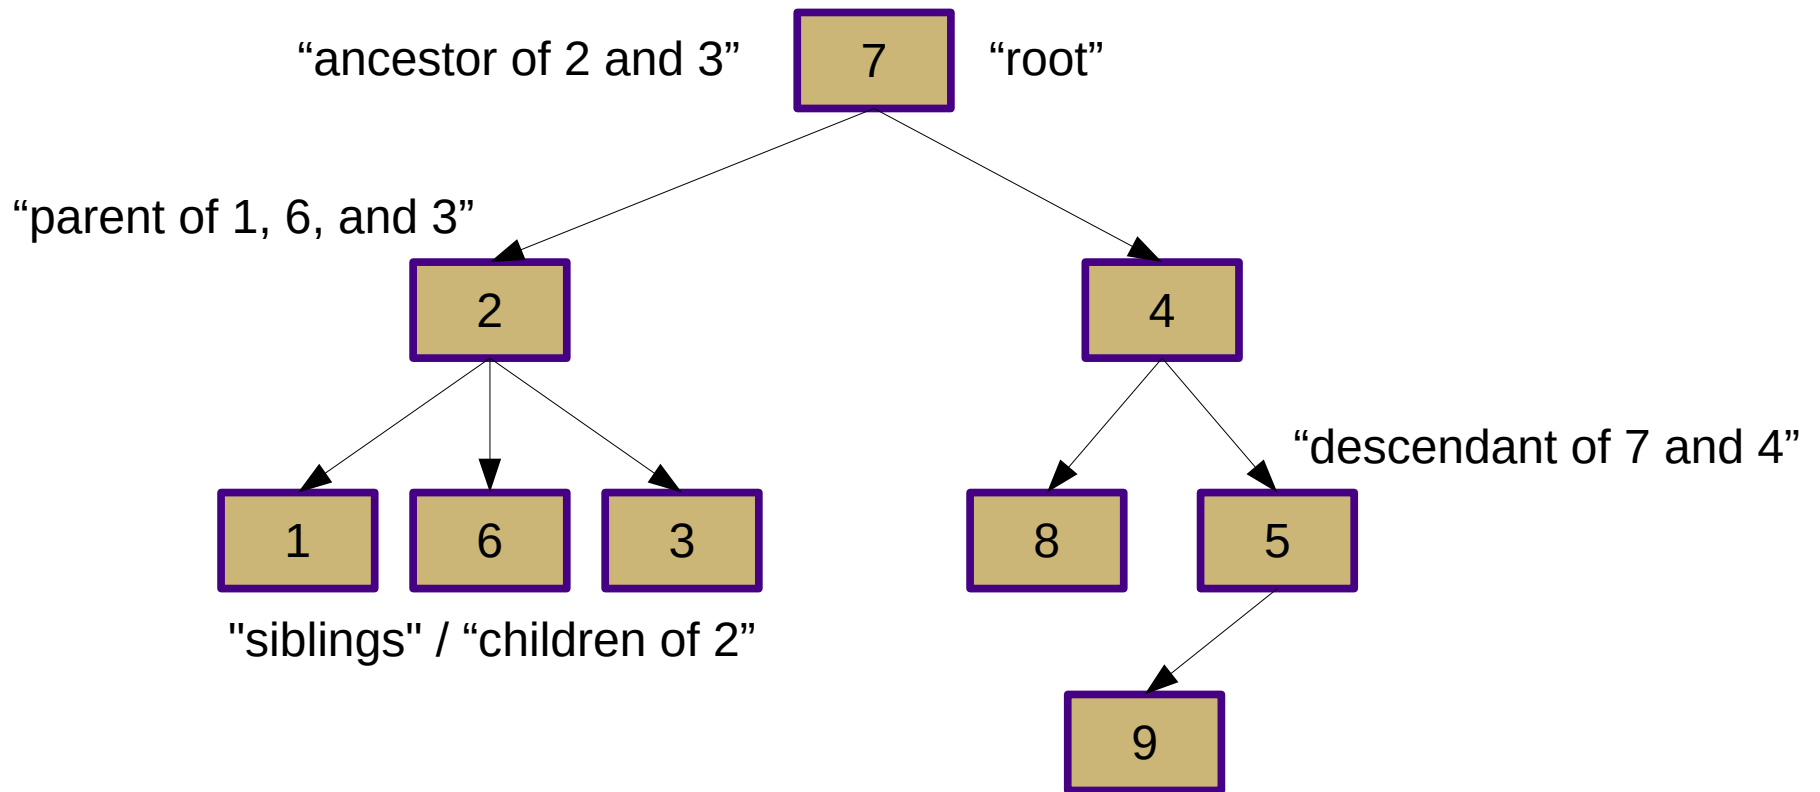 “ancestor of 2 and 3” 7 “root”
“parent of 1, 6, and 3”
2 4
“descendant of 7 and 4”
1 6 3 8 5
"siblings" / “children of 2”
9